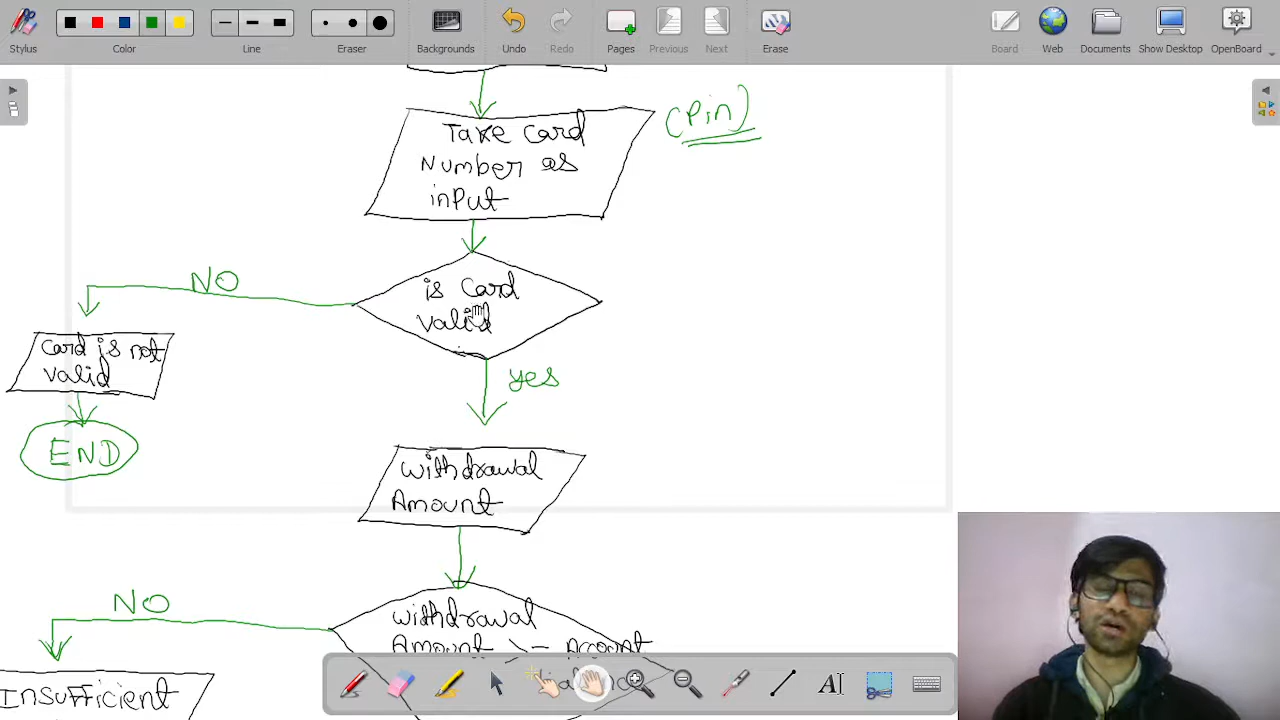 Stylus
Color
Line
Eraser
Backgrounds
Undo
Redo
Pages
Previous
Next
Erase
Board
Web
Documents
Show Desktop
OpenBoard
Take Card
Number as
input
(Pin)
is Card
valid
NO
yes
Card is not
valid
END
withdrawal
Amount
NO
withdrawal
Amount Account
Insufficient